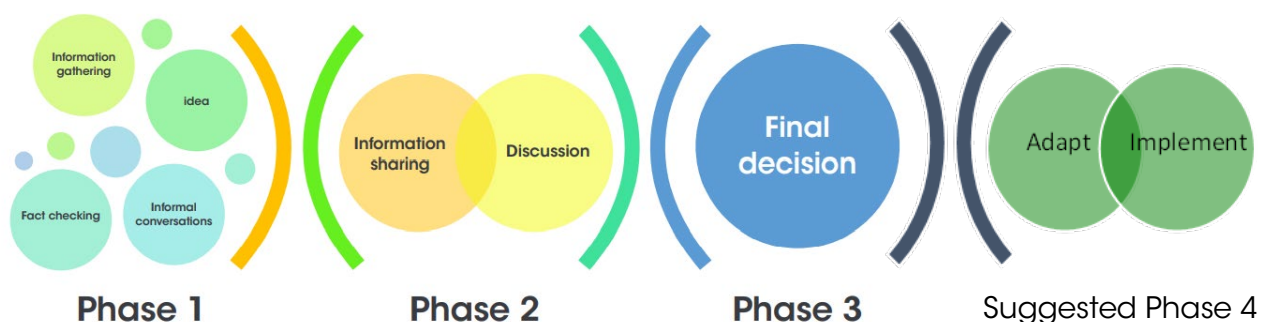 Information
gathering
idea
Fact checking
Informal
conversations
Information
sharing
Discussion
Final
decision
Adapt
Implement
Phase 1
Phase 2
Phase 3
Suggested Phase 4